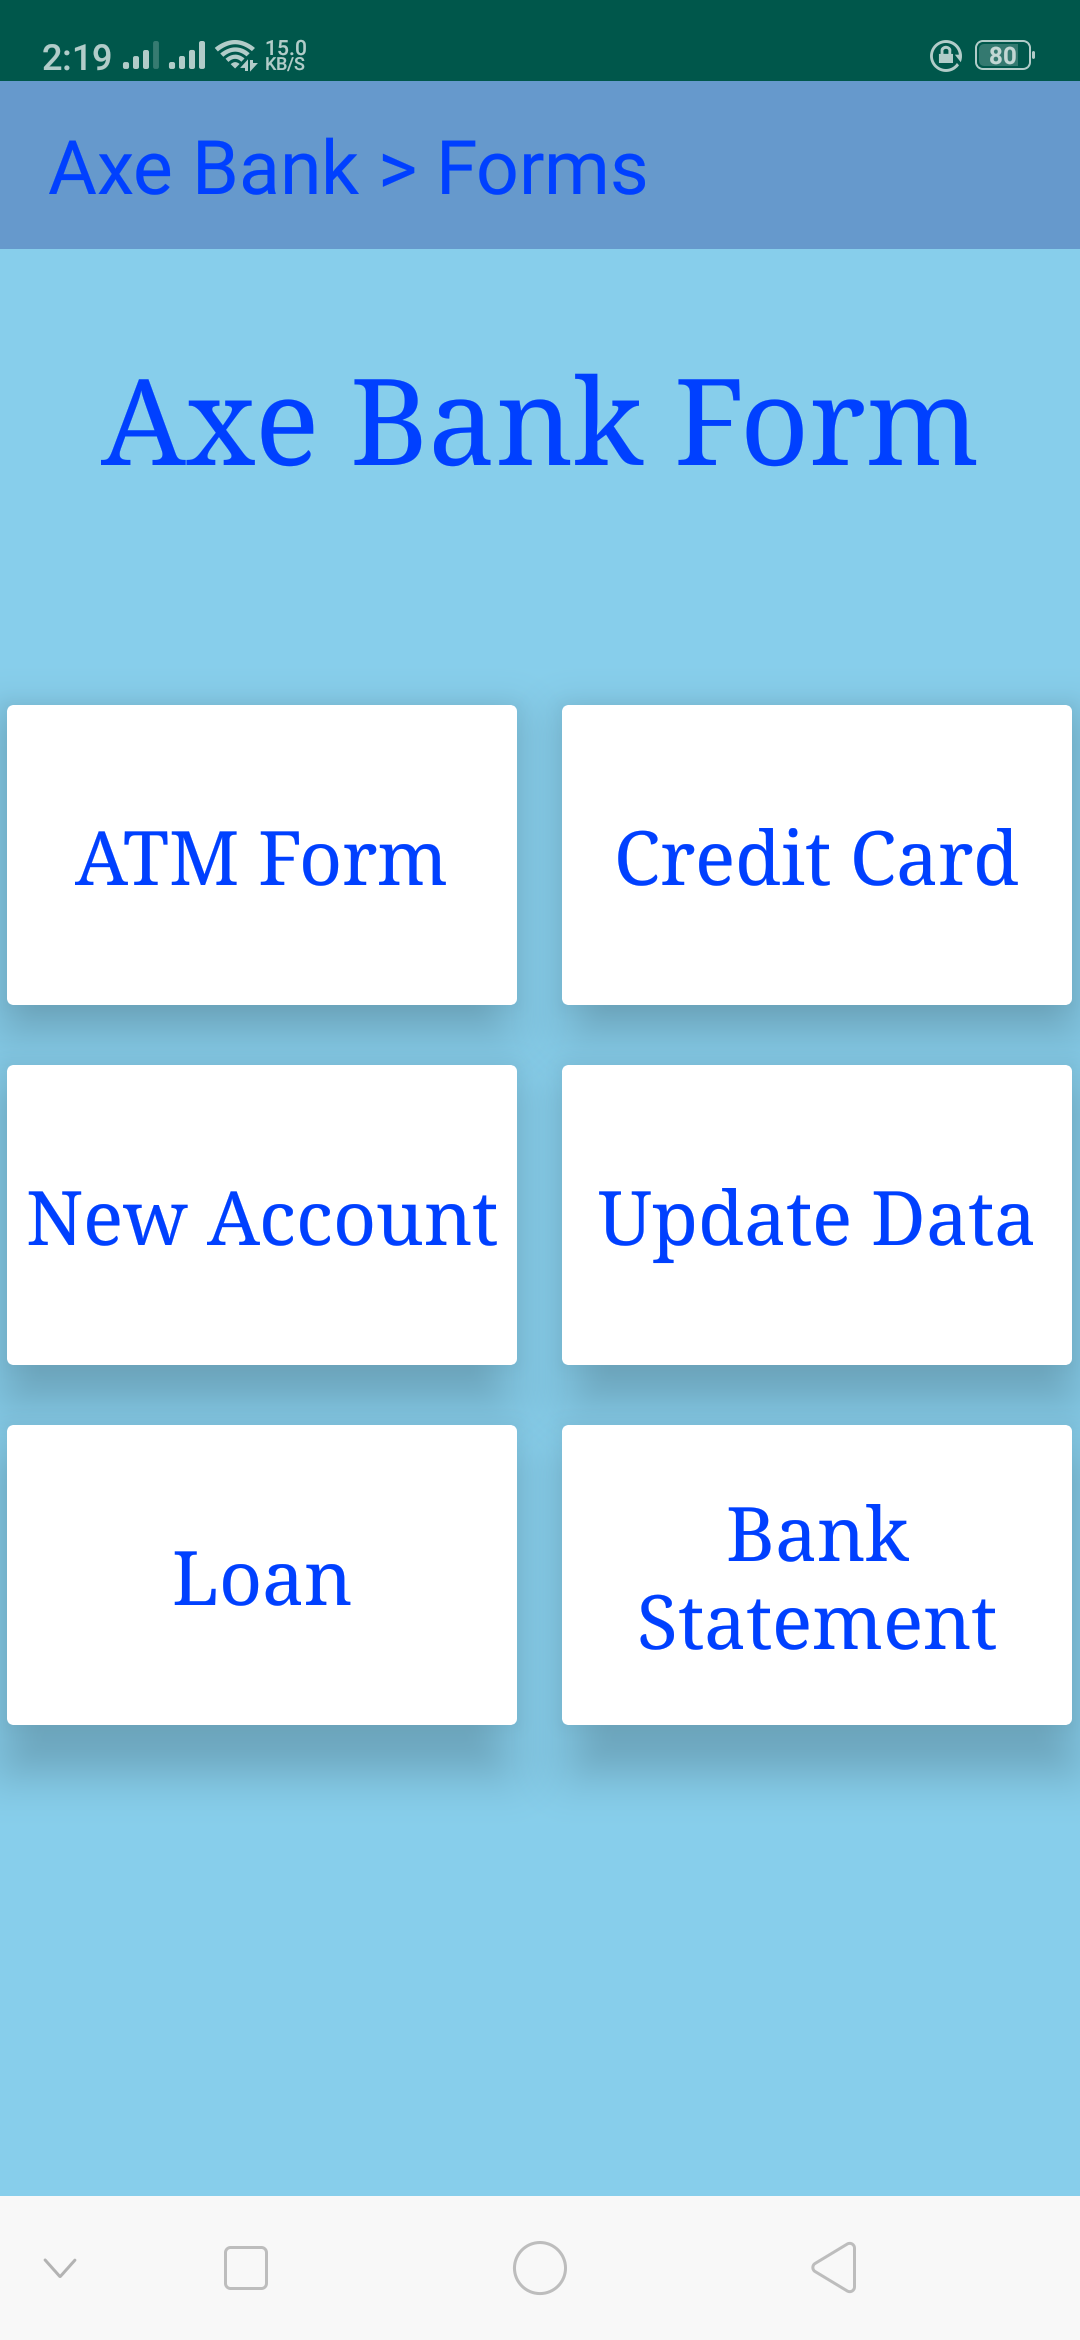 2:19 15.0 KB/S 80
Axe Bank > Forms
Axe Bank Form
ATM Form
Credit Card
New Account
Update Data
Loan
Bank
Statement